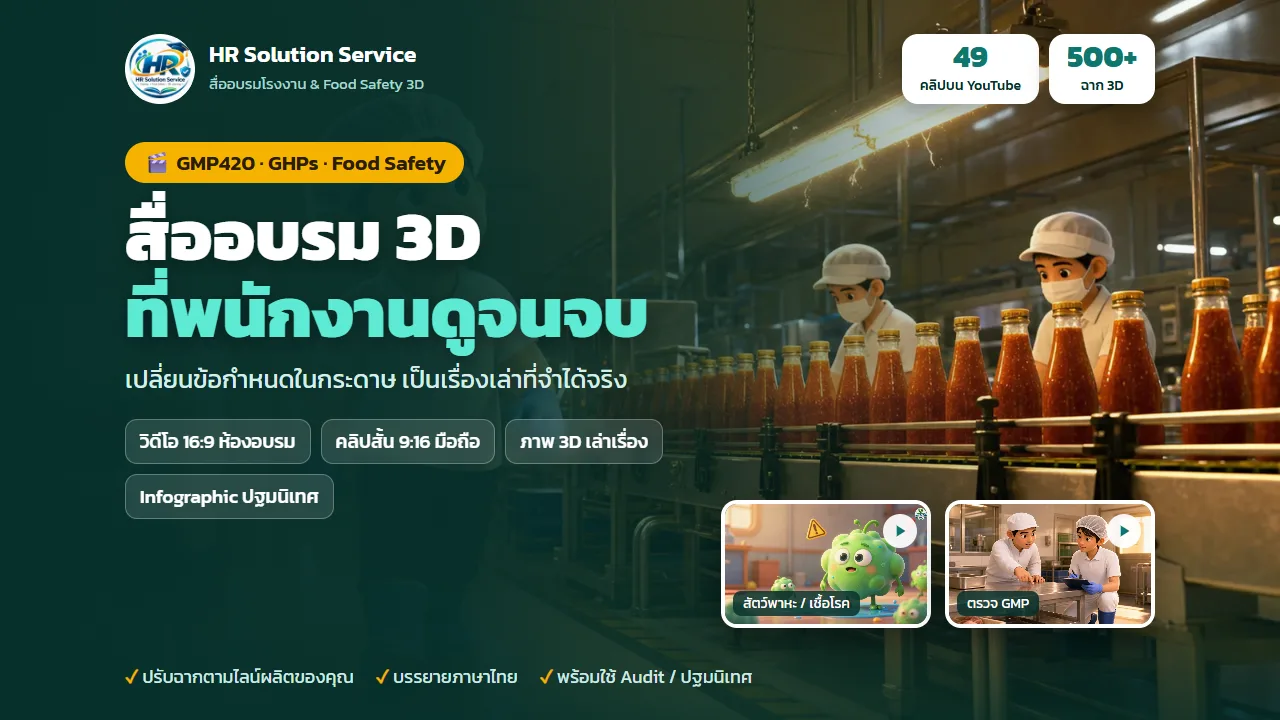 HR Solution Service
สื่ออบรมโรงงาน & Food Safety 3D
49
คลิปบน YouTube
500+
ฉาก 3D
HR
HR Solution Service
GMP420 · GHPs · Food Safety
สื่ออบรม 3D
ที่พนักงานดูจนจบ
เปลี่ยนข้อกำหนดในกระดาษ เป็นเรื่องเล่าที่จำได้จริง
วิดีโอ 16:9 ห้องอบรม
คลิปสั้น 9:16 มือถือ
ภาพ 3D เล่าเรื่อง
Infographic ปฐมนิเทศ
สัตว์พาหะ / เชื้อโรค
ตรวจ GMP
✓ ปรับฉากตามไลน์ผลิตของคุณ
✓ บรรยายภาษาไทย
✓ พร้อมใช้ Audit / ปฐมนิเทศ